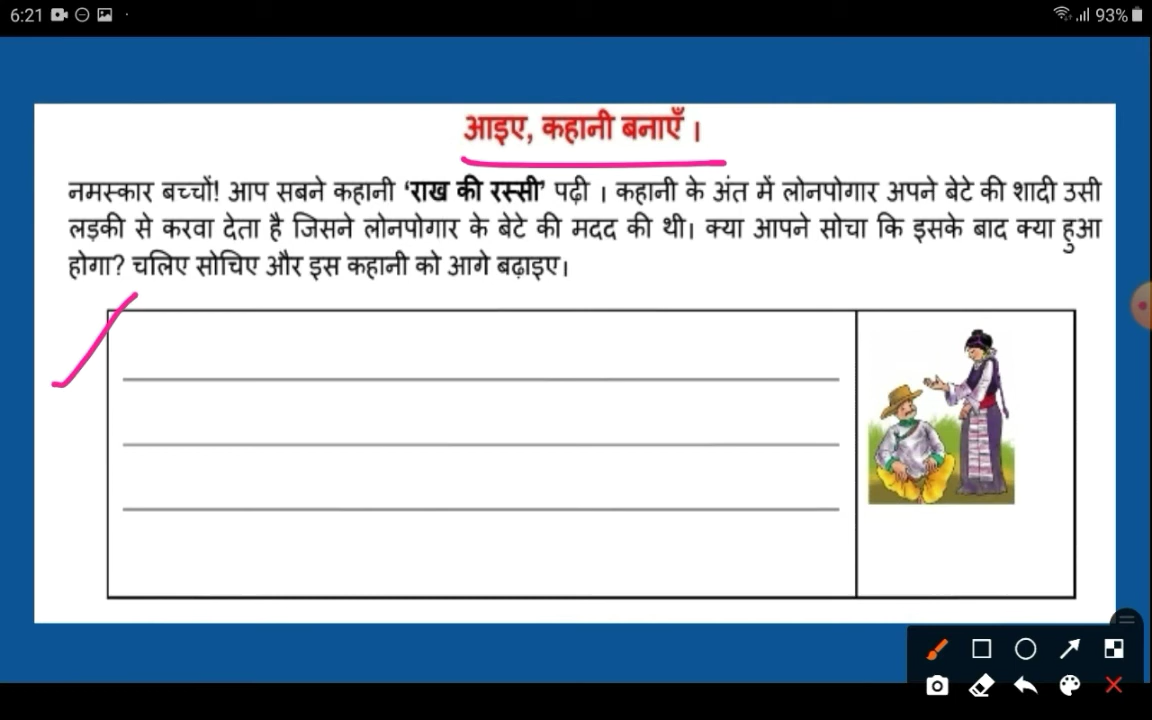 6:21
93%
आइए, कहानी बनाएँ ।
नमस्कार बच्चों! आप सबने कहानी ‘राख की रस्सी’ पढ़ी । कहानी के अंत में लोनपोगार अपने बेटे की शादी उसी
लड़की से करवा देता है जिसने लोनपोगार के बेटे की मदद की थी। क्या आपने सोचा कि इसके बाद क्या हुआ
होगा? चलिए सोचिए और इस कहानी को आगे बढ़ाइए।